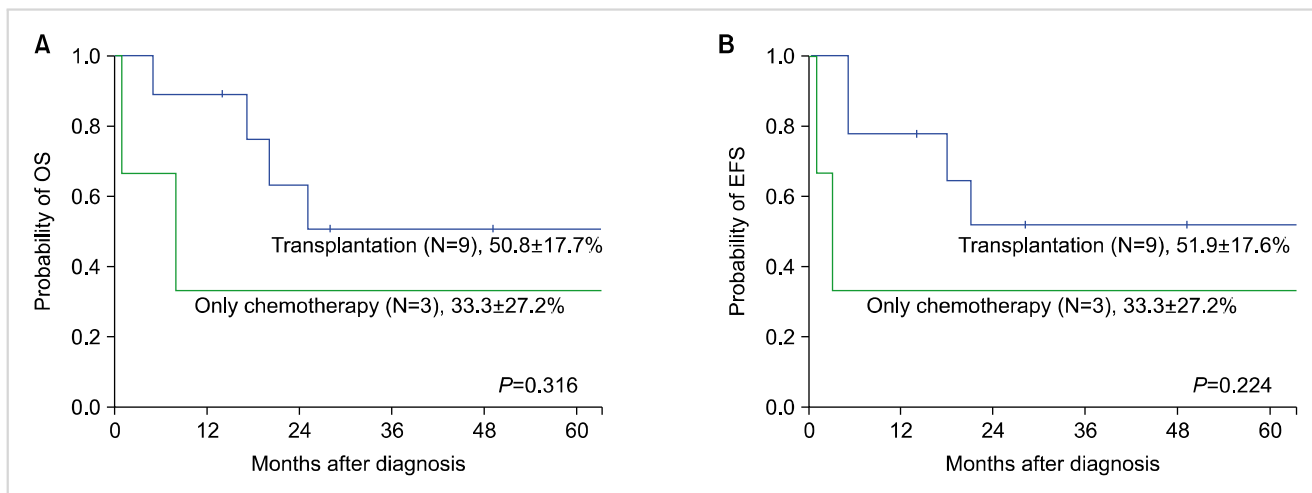 A
Probability of OS
1.0
0.8
0.6
0.4
0.2
0.0
Transplantation (N=9), 50.8±17.7%
Only chemotherapy (N=3), 33.3±27.2%
P=0.316
0 12 24 36 48 60
Months after diagnosis
B
Probability of EFS
1.0
0.8
0.6
0.4
0.2
0.0
Transplantation (N=9), 51.9±17.6%
Only chemotherapy (N=3), 33.3±27.2%
P=0.224
0 12 24 36 48 60
Months after diagnosis